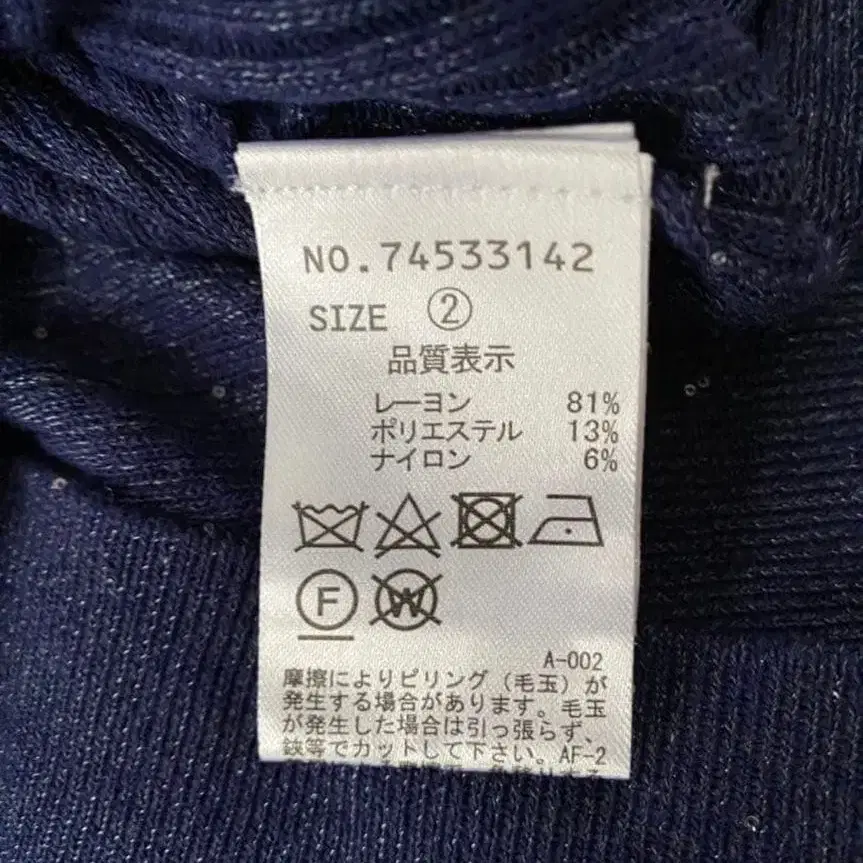 NO.74533142
SIZE ②
品質表示
レーヨン 81%
ポリエステル 13%
ナイロン 6%
F W
A-002
摩擦によりピリング(毛玉)が
発生する場合があります。毛玉
が発生した場合は引っ張らず、
鋏等でカットして下さい。AF-2